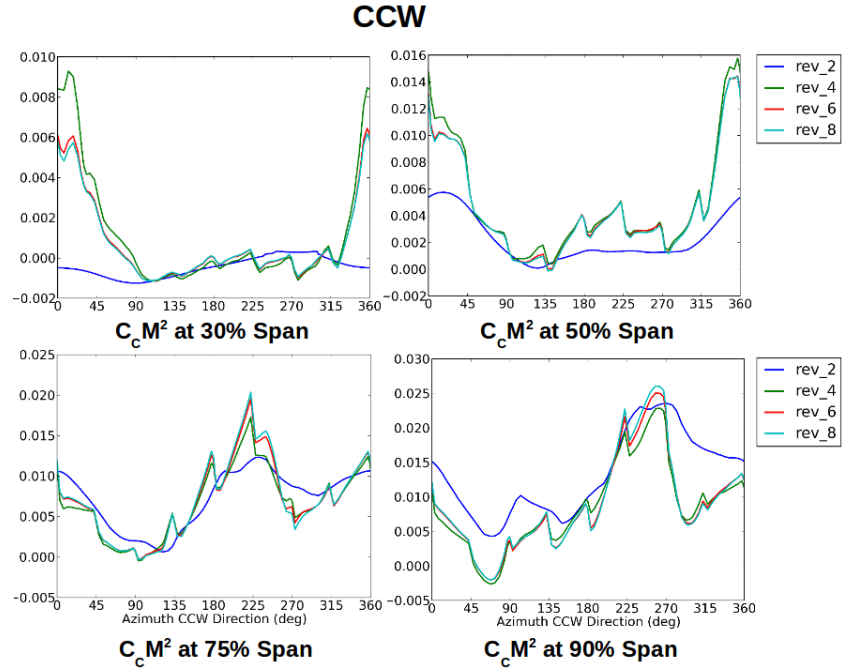 CCW
0.010
0.008
0.006
0.004
0.002
0.000
−0.002
0 45 90 135 180 225 270 315 360
C_CM² at 30% Span
0.016
0.014
0.012
0.010
0.008
0.006
0.004
0.002
0.000
−0.002
0 45 90 135 180 225 270 315 360
C_CM² at 50% Span
rev_2
rev_4
rev_6
rev_8
0.025
0.020
0.015
0.010
0.005
0.000
−0.005
0 45 90 135 180 225 270 315 360
Azimuth CCW Direction (deg)
C_CM² at 75% Span
0.030
0.025
0.020
0.015
0.010
0.005
0.000
−0.005
0 45 90 135 180 225 270 315 360
Azimuth CCW Direction (deg)
C_CM² at 90% Span
rev_2
rev_4
rev_6
rev_8